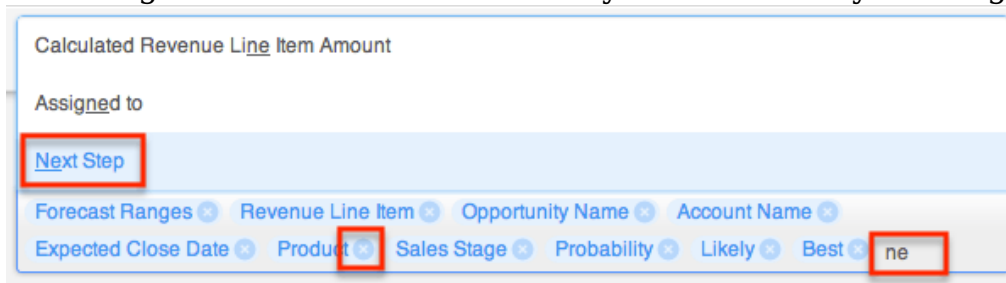 Calculated Revenue Line Item Amount
Assigned to
Next Step
Forecast Ranges Revenue Line Item Opportunity Name Account Name
Expected Close Date Product Sales Stage Probability Likely Best ne